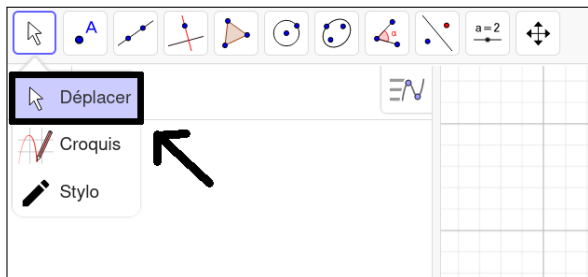 A
α
a=2
Déplacer
Croquis
Stylo